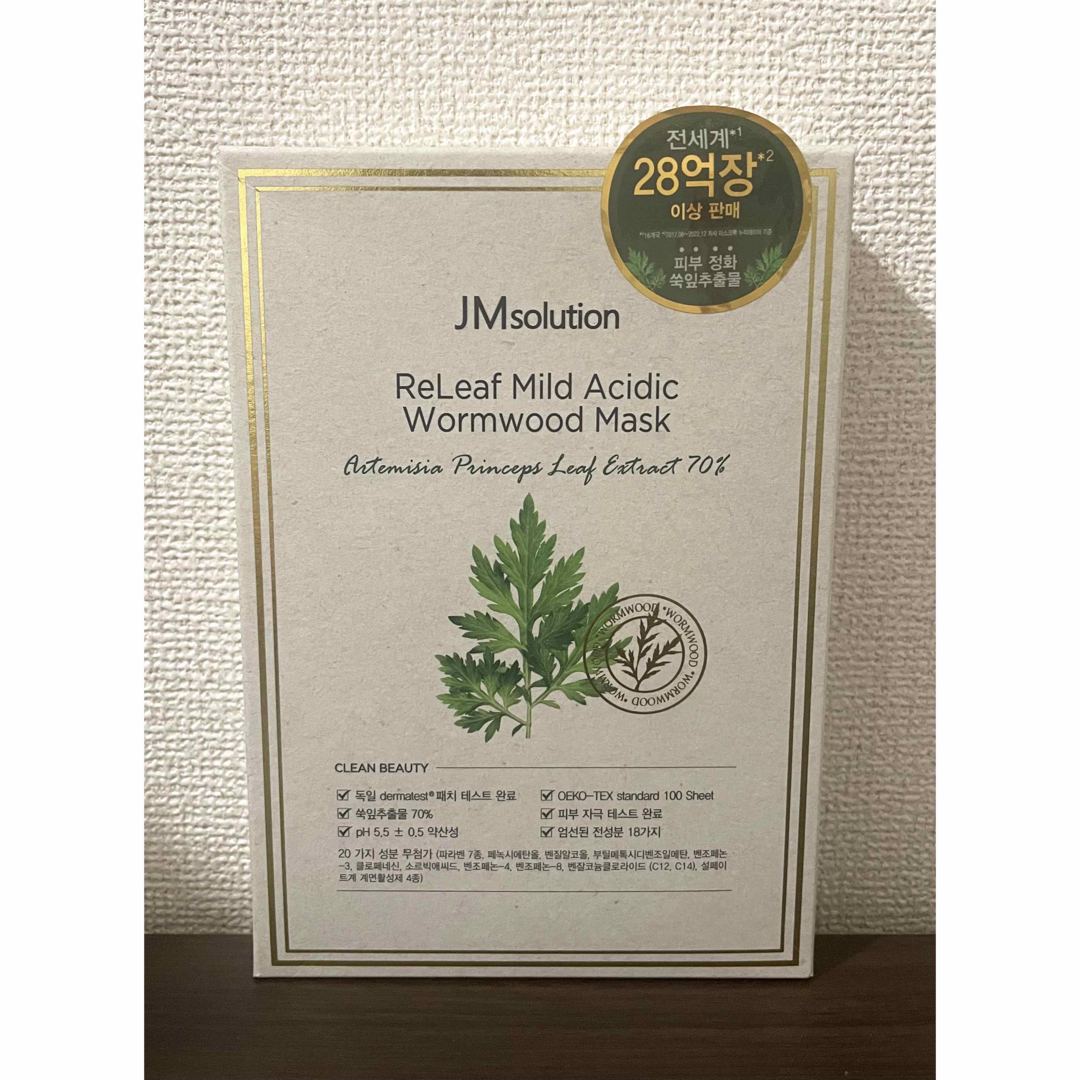 전세계*1
28억장*2
이상 판매
피부 정화
쑥잎추출물
JMsolution
ReLeaf Mild Acidic
Wormwood Mask
Artemisia Princeps Leaf Extract 70%
WORMWOOD *WORMWOOD *WORMWOOD *WORMWOOD
CLEAN BEAUTY
독일 dermatest® 패치 테스트 완료
OEKO-TEX standard 100 Sheet
쑥잎추출물 70%
피부 자극 테스트 완료
pH 5.5 ± 0.5 약산성
엄선된 전성분 18가지
20 가지 성분 무첨가 (파라벤 7종, 페녹시에탄올, 벤질알코올, 부틸메톡시디벤조일메탄, 벤조페논
-3, 클로페네신, 소르빅애씨드, 벤조페논-4, 벤조페논-8, 벤잘코늄클로라이드 (C12, C14), 설페이
트계 계면활성제 4종)